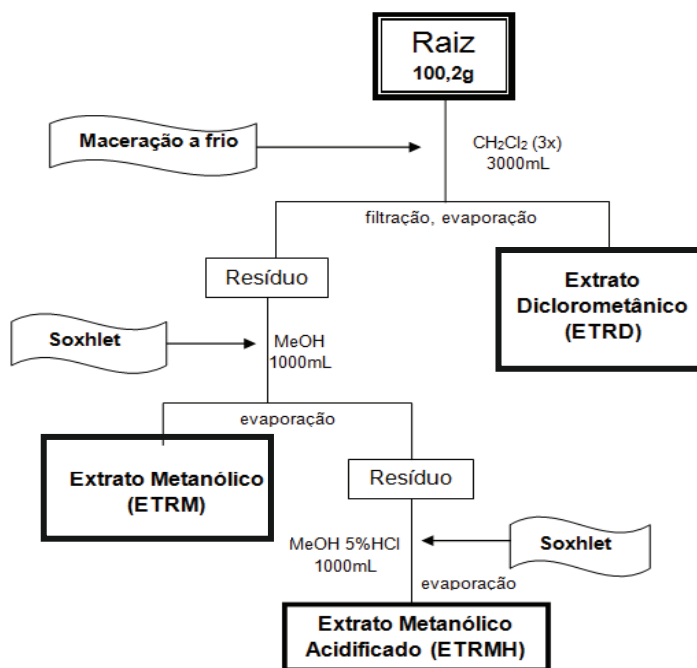 Raiz
100,2g
Maceração a frio
CH₂Cl₂ (3x)
3000mL
filtração, evaporação
Resíduo
Extrato
Diclorometânico
(ETRD)
Soxhlet
MeOH
1000mL
evaporação
Extrato Metanólico
(ETRM)
Resíduo
MeOH 5%HCl
1000mL
Soxhlet
evaporação
Extrato Metanólico
Acidificado (ETRMH)